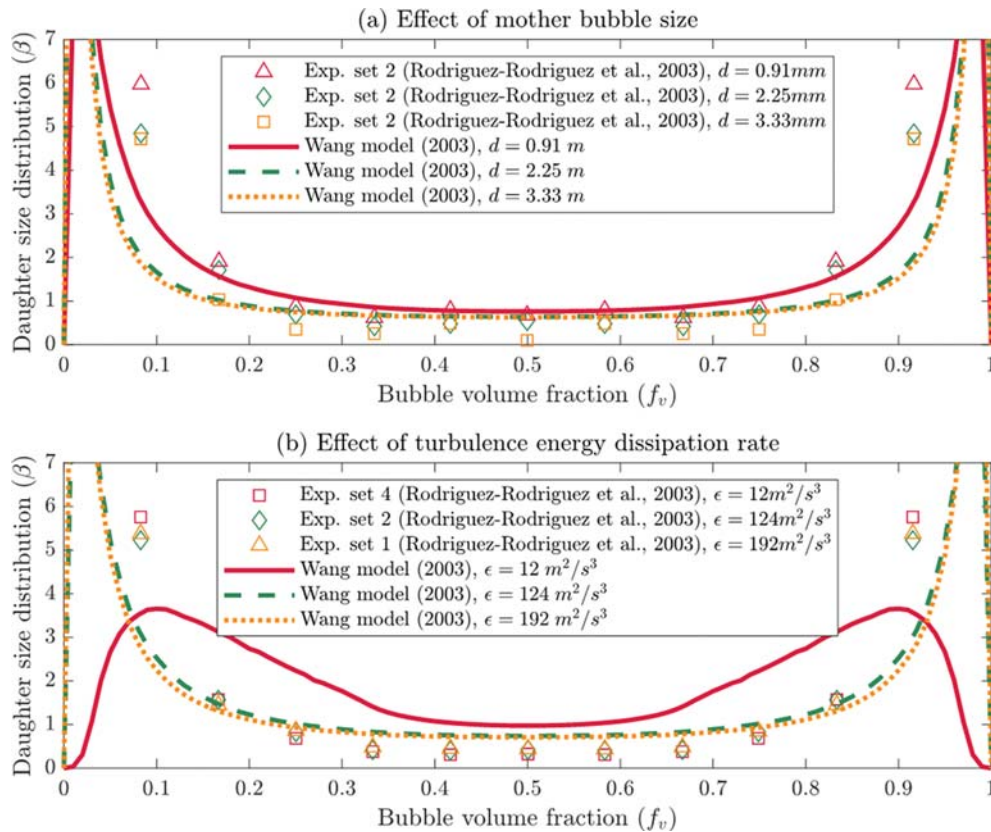 (a) Effect of mother bubble size
Daughter size distribution (β)
7
6
5
4
3
2
1
0
Exp. set 2 (Rodriguez-Rodriguez et al., 2003), d = 0.91mm
Exp. set 2 (Rodriguez-Rodriguez et al., 2003), d = 2.25mm
Exp. set 2 (Rodriguez-Rodriguez et al., 2003), d = 3.33mm
Wang model (2003), d = 0.91 m
Wang model (2003), d = 2.25 m
Wang model (2003), d = 3.33 m
0 0.1 0.2 0.3 0.4 0.5 0.6 0.7 0.8 0.9 1
Bubble volume fraction (f_v)
(b) Effect of turbulence energy dissipation rate
Daughter size distribution (β)
7
6
5
4
3
2
1
0
Exp. set 4 (Rodriguez-Rodriguez et al., 2003), ϵ = 12m²/s³
Exp. set 2 (Rodriguez-Rodriguez et al., 2003), ϵ = 124m²/s³
Exp. set 1 (Rodriguez-Rodriguez et al., 2003), ϵ = 192m²/s³
Wang model (2003), ϵ = 12 m²/s³
Wang model (2003), ϵ = 124 m²/s³
Wang model (2003), ϵ = 192 m²/s³
0 0.1 0.2 0.3 0.4 0.5 0.6 0.7 0.8 0.9 1
Bubble volume fraction (f_v)